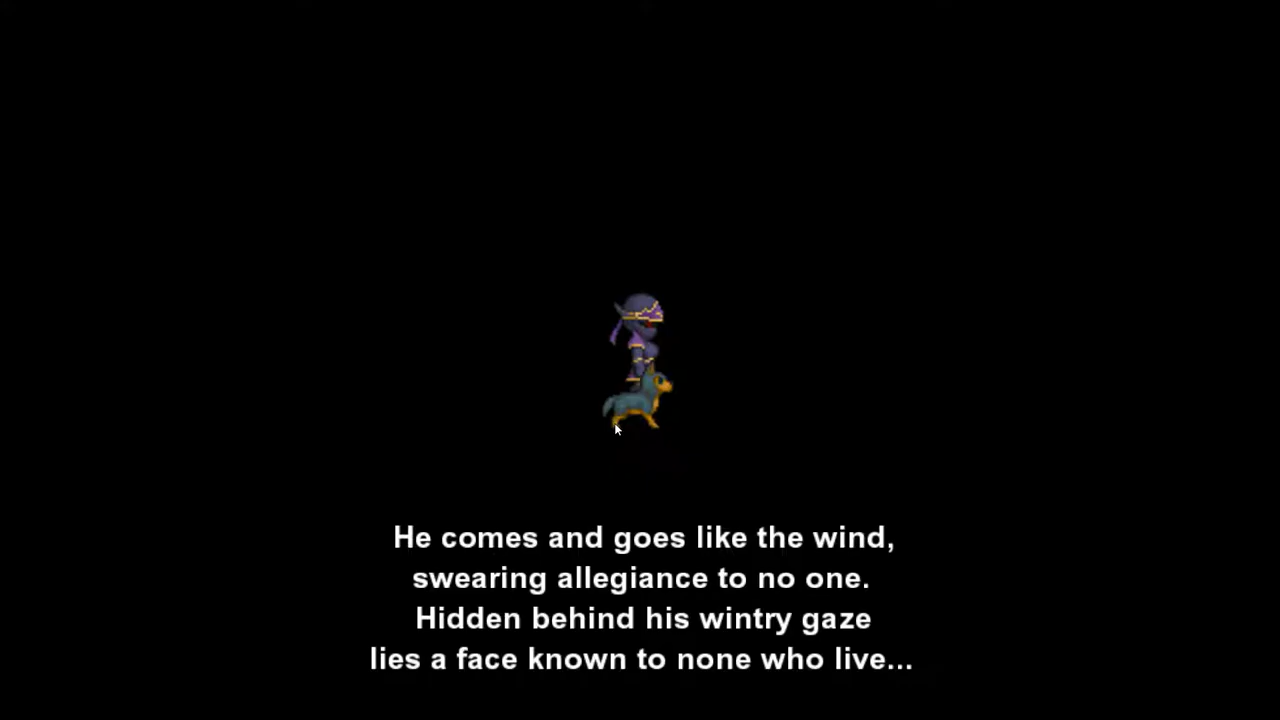 He comes and goes like the wind,
swearing allegiance to no one.
Hidden behind his wintry gaze
lies a face known to none who live...